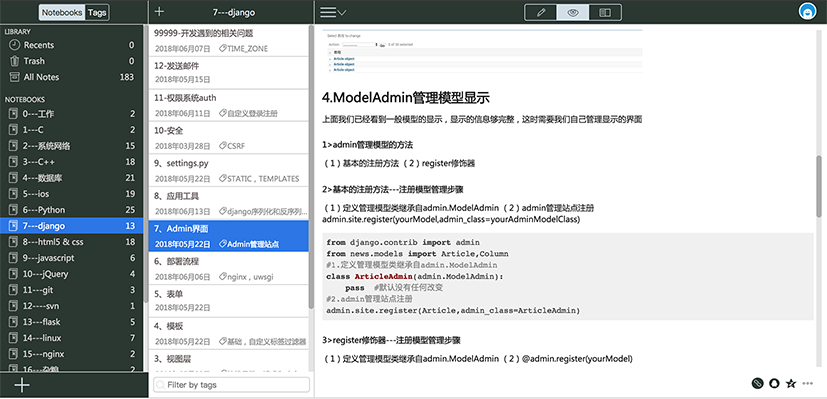 Notebooks Tags
LIBRARY
Recents 0
Trash 0
All Notes 183
NOTEBOOKS
0---工作 2
1---C 2
2---系统网络 15
3---C++ 18
4---数据库 21
5---ios 19
6---Python 25
7---django 13
8---html5 & css 18
9---javascript 6
10---jQuery 4
11---git 3
12----svn 1
13---flask 5
14---linux 7
15---nginx 2
16---杂粮 2
+
+ 7---django
99999-开发遇到的相关问题
2018年06月07日 TIME_ZONE
12-发送邮件
2018年05月15日
11-权限系统auth
2018年06月11日 自定义登录注册
10-安全
2018年03月28日 CSRF
9、settings.py
2018年05月22日 STATIC，TEMPLATES
8、应用工具
2018年06月13日 django序列化和反序列...
7、Admin界面
2018年05月22日 Admin管理站点
6、部署流程
2018年06月06日 nginx，uwsgi
5、表单
2018年05月22日
4、模板
2018年05月22日 基础，自定义标签过滤器
3、视图层
Filter by tags
Select 新闻 to change
Action: Go 0 of 34 selected
Article object
Article object
Article object
4.ModelAdmin管理模型显示
上面我们已经看到一般模型的显示，显示的信息够完整，这时需要我们自己管理显示的界面
1>admin管理模型的方法
（1）基本的注册方法 （2）register修饰器
2>基本的注册方法---注册模型管理步骤
（1）定义管理模型类继承自admin.ModelAdmin （2）admin管理站点注册
admin.site.register(yourModel,admin_class=yourAdminModelClass)
from django.contrib import admin
from news.models import Article,Column
#1.定义管理模型类继承自admin.ModelAdmin
class ArticleAdmin(admin.ModelAdmin):
pass #默认没有任何改变
#2.admin管理站点注册
admin.site.register(Article,admin_class=ArticleAdmin)
3>register修饰器---注册模型管理步骤
（1）定义管理模型类继承自admin.ModelAdmin （2）@admin.register(yourModel)